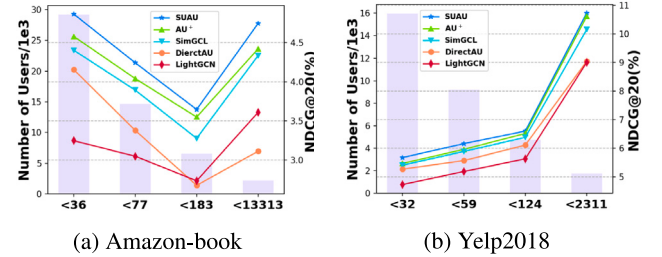 Number of Users/1e3
30
25
20
15
10
5
0
SUAU
AU+
SimGCL
DierctAU
LightGCN
4.5
4.0
3.5
3.0
NDCG@20(%)
<36 <77 <183 <13313
(a) Amazon-book
Number of Users/1e3
16
14
12
10
8
6
4
2
0
SUAU
AU+
SimGCL
DirectAU
LightGCN
11
10
9
8
7
6
5
NDCG@20(%)
<32 <59 <124 <2311
(b) Yelp2018